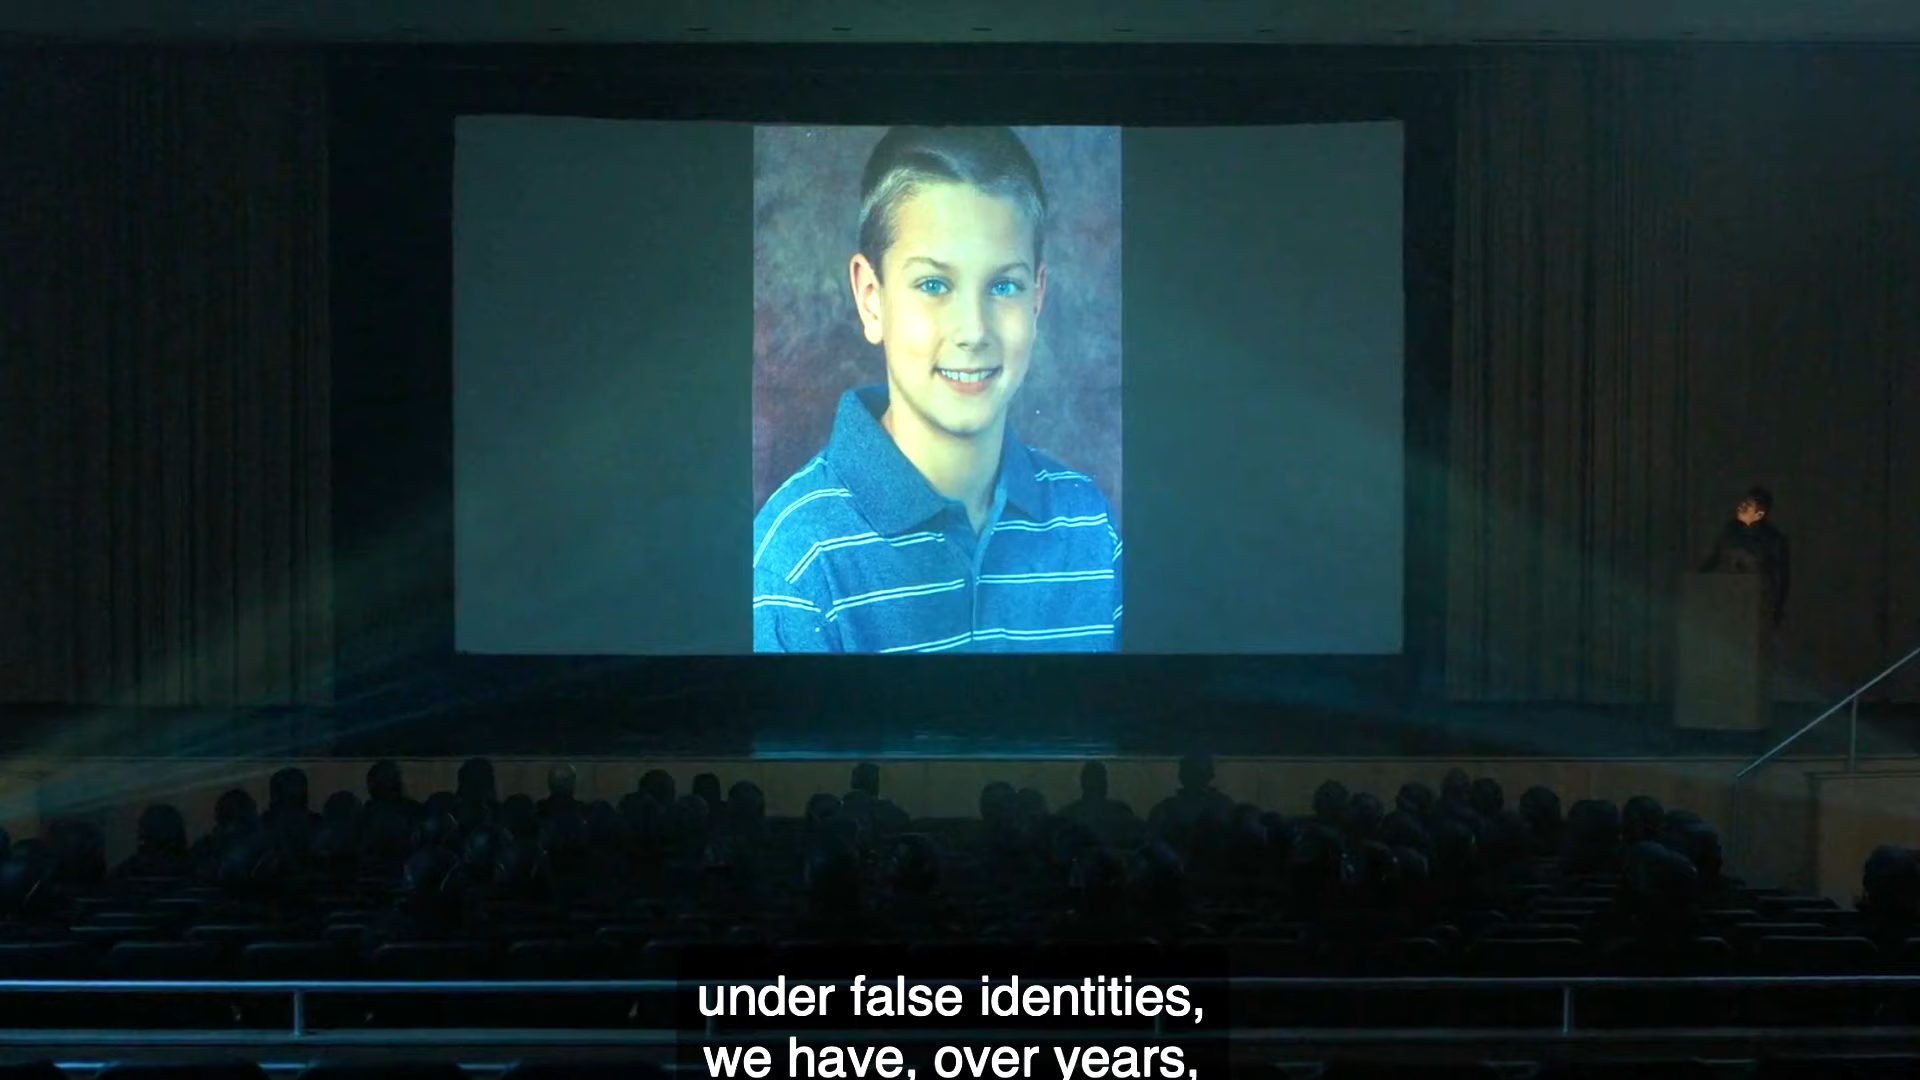 under false identities,
we have, over years,